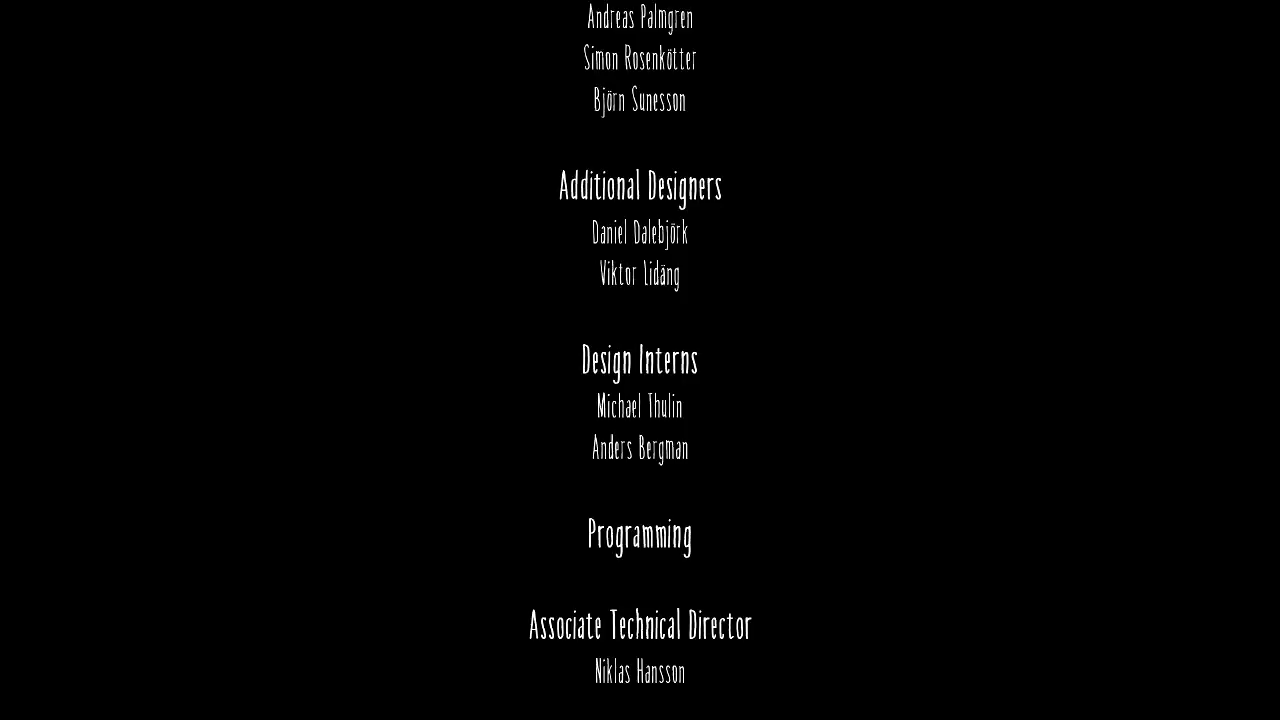 Andreas Palmgren
Simon Rosenkötter
Björn Sunesson
Additional Designers
Daniel Dalebjörk
Viktor Lidäng
Design Interns
Michael Thulin
Anders Bergman
Programming
Associate Technical Director
Niklas Hansson